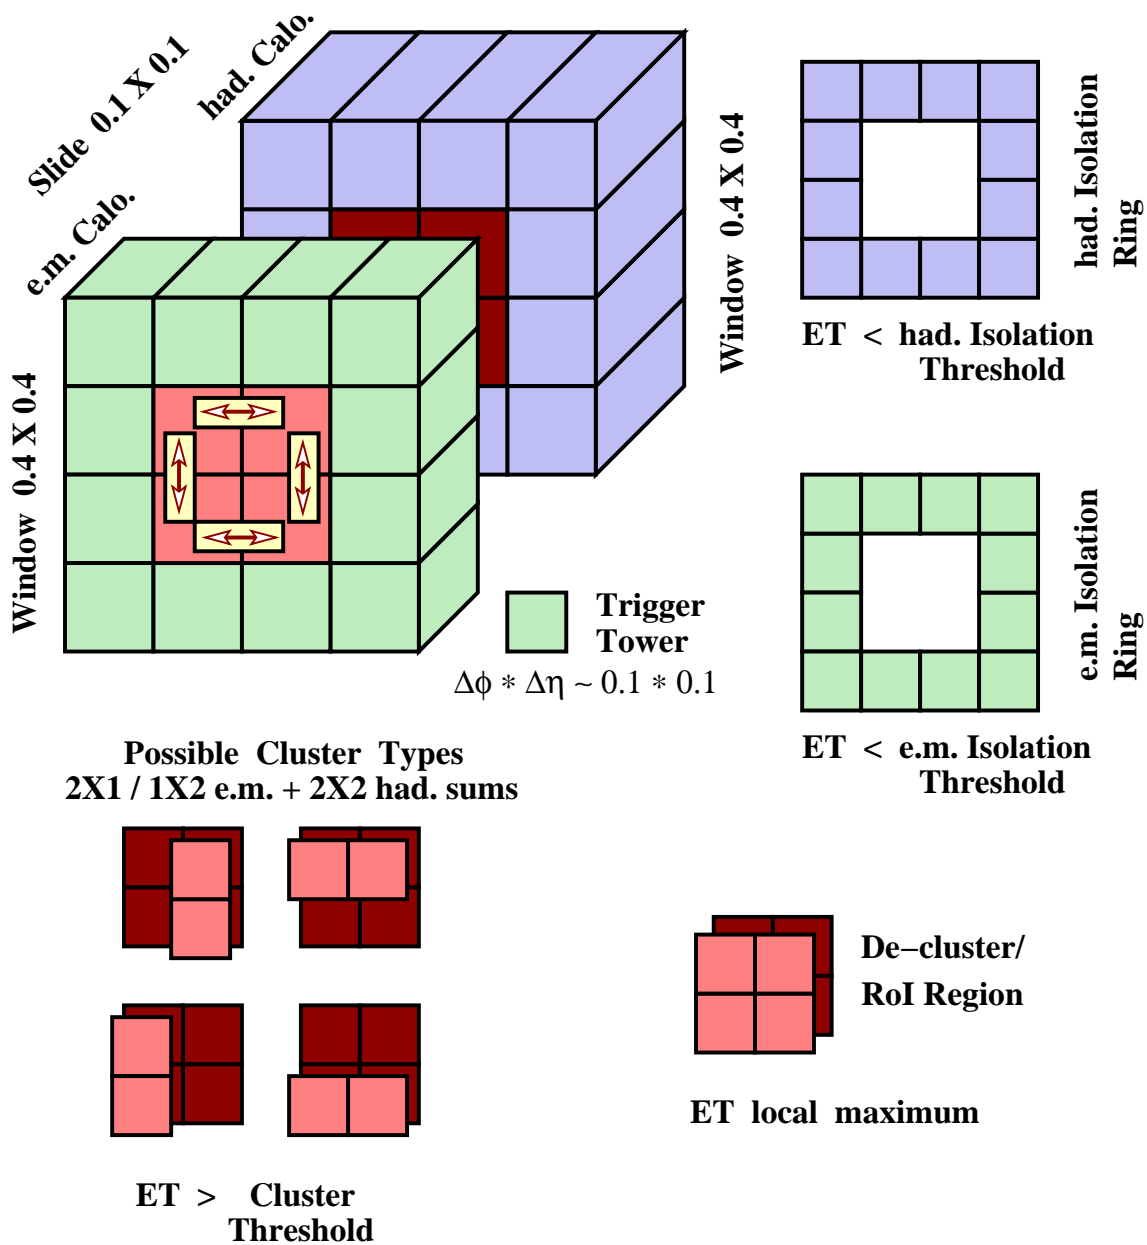 Slide 0.1 X 0.1
had. Calo.
e.m. Calo.
Window 0.4 X 0.4
Window 0.4 X 0.4
had. Isolation
Ring
ET < had. Isolation
Threshold
e.m. Isolation
Ring
ET < e.m. Isolation
Threshold
Trigger
Tower
Δϕ * Δη ~ 0.1 * 0.1
Possible Cluster Types
2X1 / 1X2 e.m. + 2X2 had. sums
ET > Cluster
Threshold
De−cluster/
RoI Region
ET local maximum